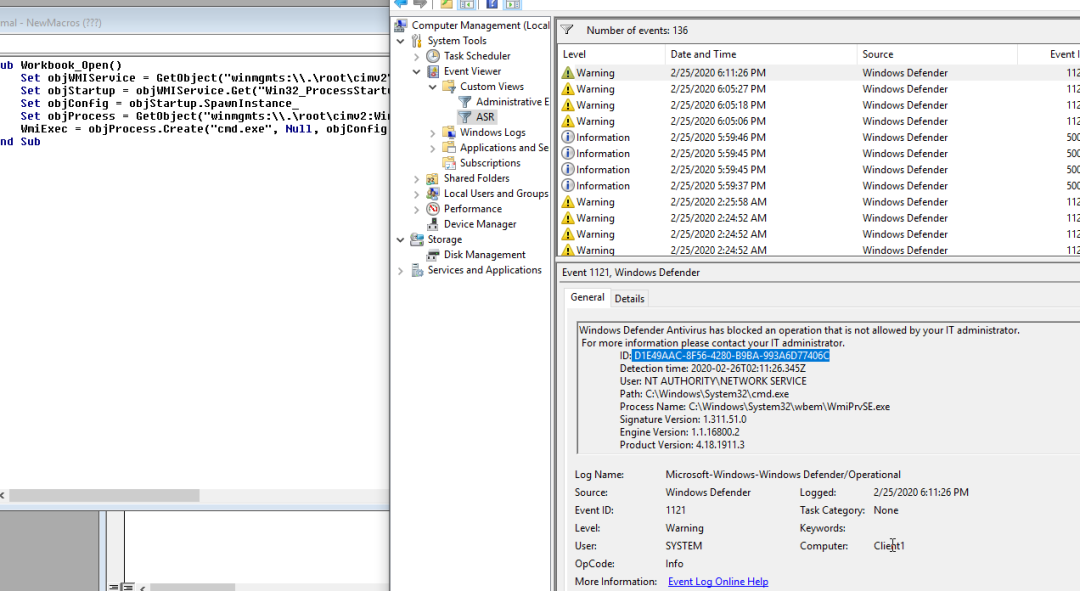 mal - NewMacros (???)
ub Workbook_Open()
Set objWMIService = GetObject("winmgmts:\\.\root\cimv2"
Set objStartup = objWMIService.Get("Win32_ProcessStartu
Set objConfig = objStartup.SpawnInstance_
Set objProcess = GetObject("winmgmts:\\.\root\cimv2:Win
WmiExec = objProcess.Create("cmd.exe", Null, objConfig
nd Sub
Computer Management (Local
System Tools
Task Scheduler
Event Viewer
Custom Views
Administrative E
ASR
Windows Logs
Applications and Se
Subscriptions
Shared Folders
Local Users and Groups
Performance
Device Manager
Storage
Disk Management
Services and Applications
Number of events: 136
Level Date and Time Source Event I
Warning 2/25/2020 6:11:26 PM Windows Defender 112
Warning 2/25/2020 6:05:27 PM Windows Defender 112
Warning 2/25/2020 6:05:18 PM Windows Defender 112
Warning 2/25/2020 6:05:06 PM Windows Defender 112
Information 2/25/2020 5:59:46 PM Windows Defender 500
Information 2/25/2020 5:59:45 PM Windows Defender 500
Information 2/25/2020 5:59:45 PM Windows Defender 500
Information 2/25/2020 5:59:37 PM Windows Defender 500
Warning 2/25/2020 2:25:58 AM Windows Defender 112
Warning 2/25/2020 2:24:52 AM Windows Defender 112
Warning 2/25/2020 2:24:52 AM Windows Defender 112
Warning 2/25/2020 2:24:52 AM Windows Defender 112
Event 1121, Windows Defender
General Details
Windows Defender Antivirus has blocked an operation that is not allowed by your IT administrator.
For more information please contact your IT administrator.
ID: D1E49AAC-8F56-4280-B9BA-993A6D77406C
Detection time: 2020-02-26T02:11:26.345Z
User: NT AUTHORITY\NETWORK SERVICE
Path: C:\Windows\System32\cmd.exe
Process Name: C:\Windows\System32\wbem\WmiPrvSE.exe
Signature Version: 1.311.51.0
Engine Version: 1.1.16800.2
Product Version: 4.18.1911.3
Log Name: Microsoft-Windows-Windows Defender/Operational
Source: Windows Defender Logged: 2/25/2020 6:11:26 PM
Event ID: 1121 Task Category: None
Level: Warning Keywords:
User: SYSTEM Computer: Client1
OpCode: Info
More Information: Event Log Online Help